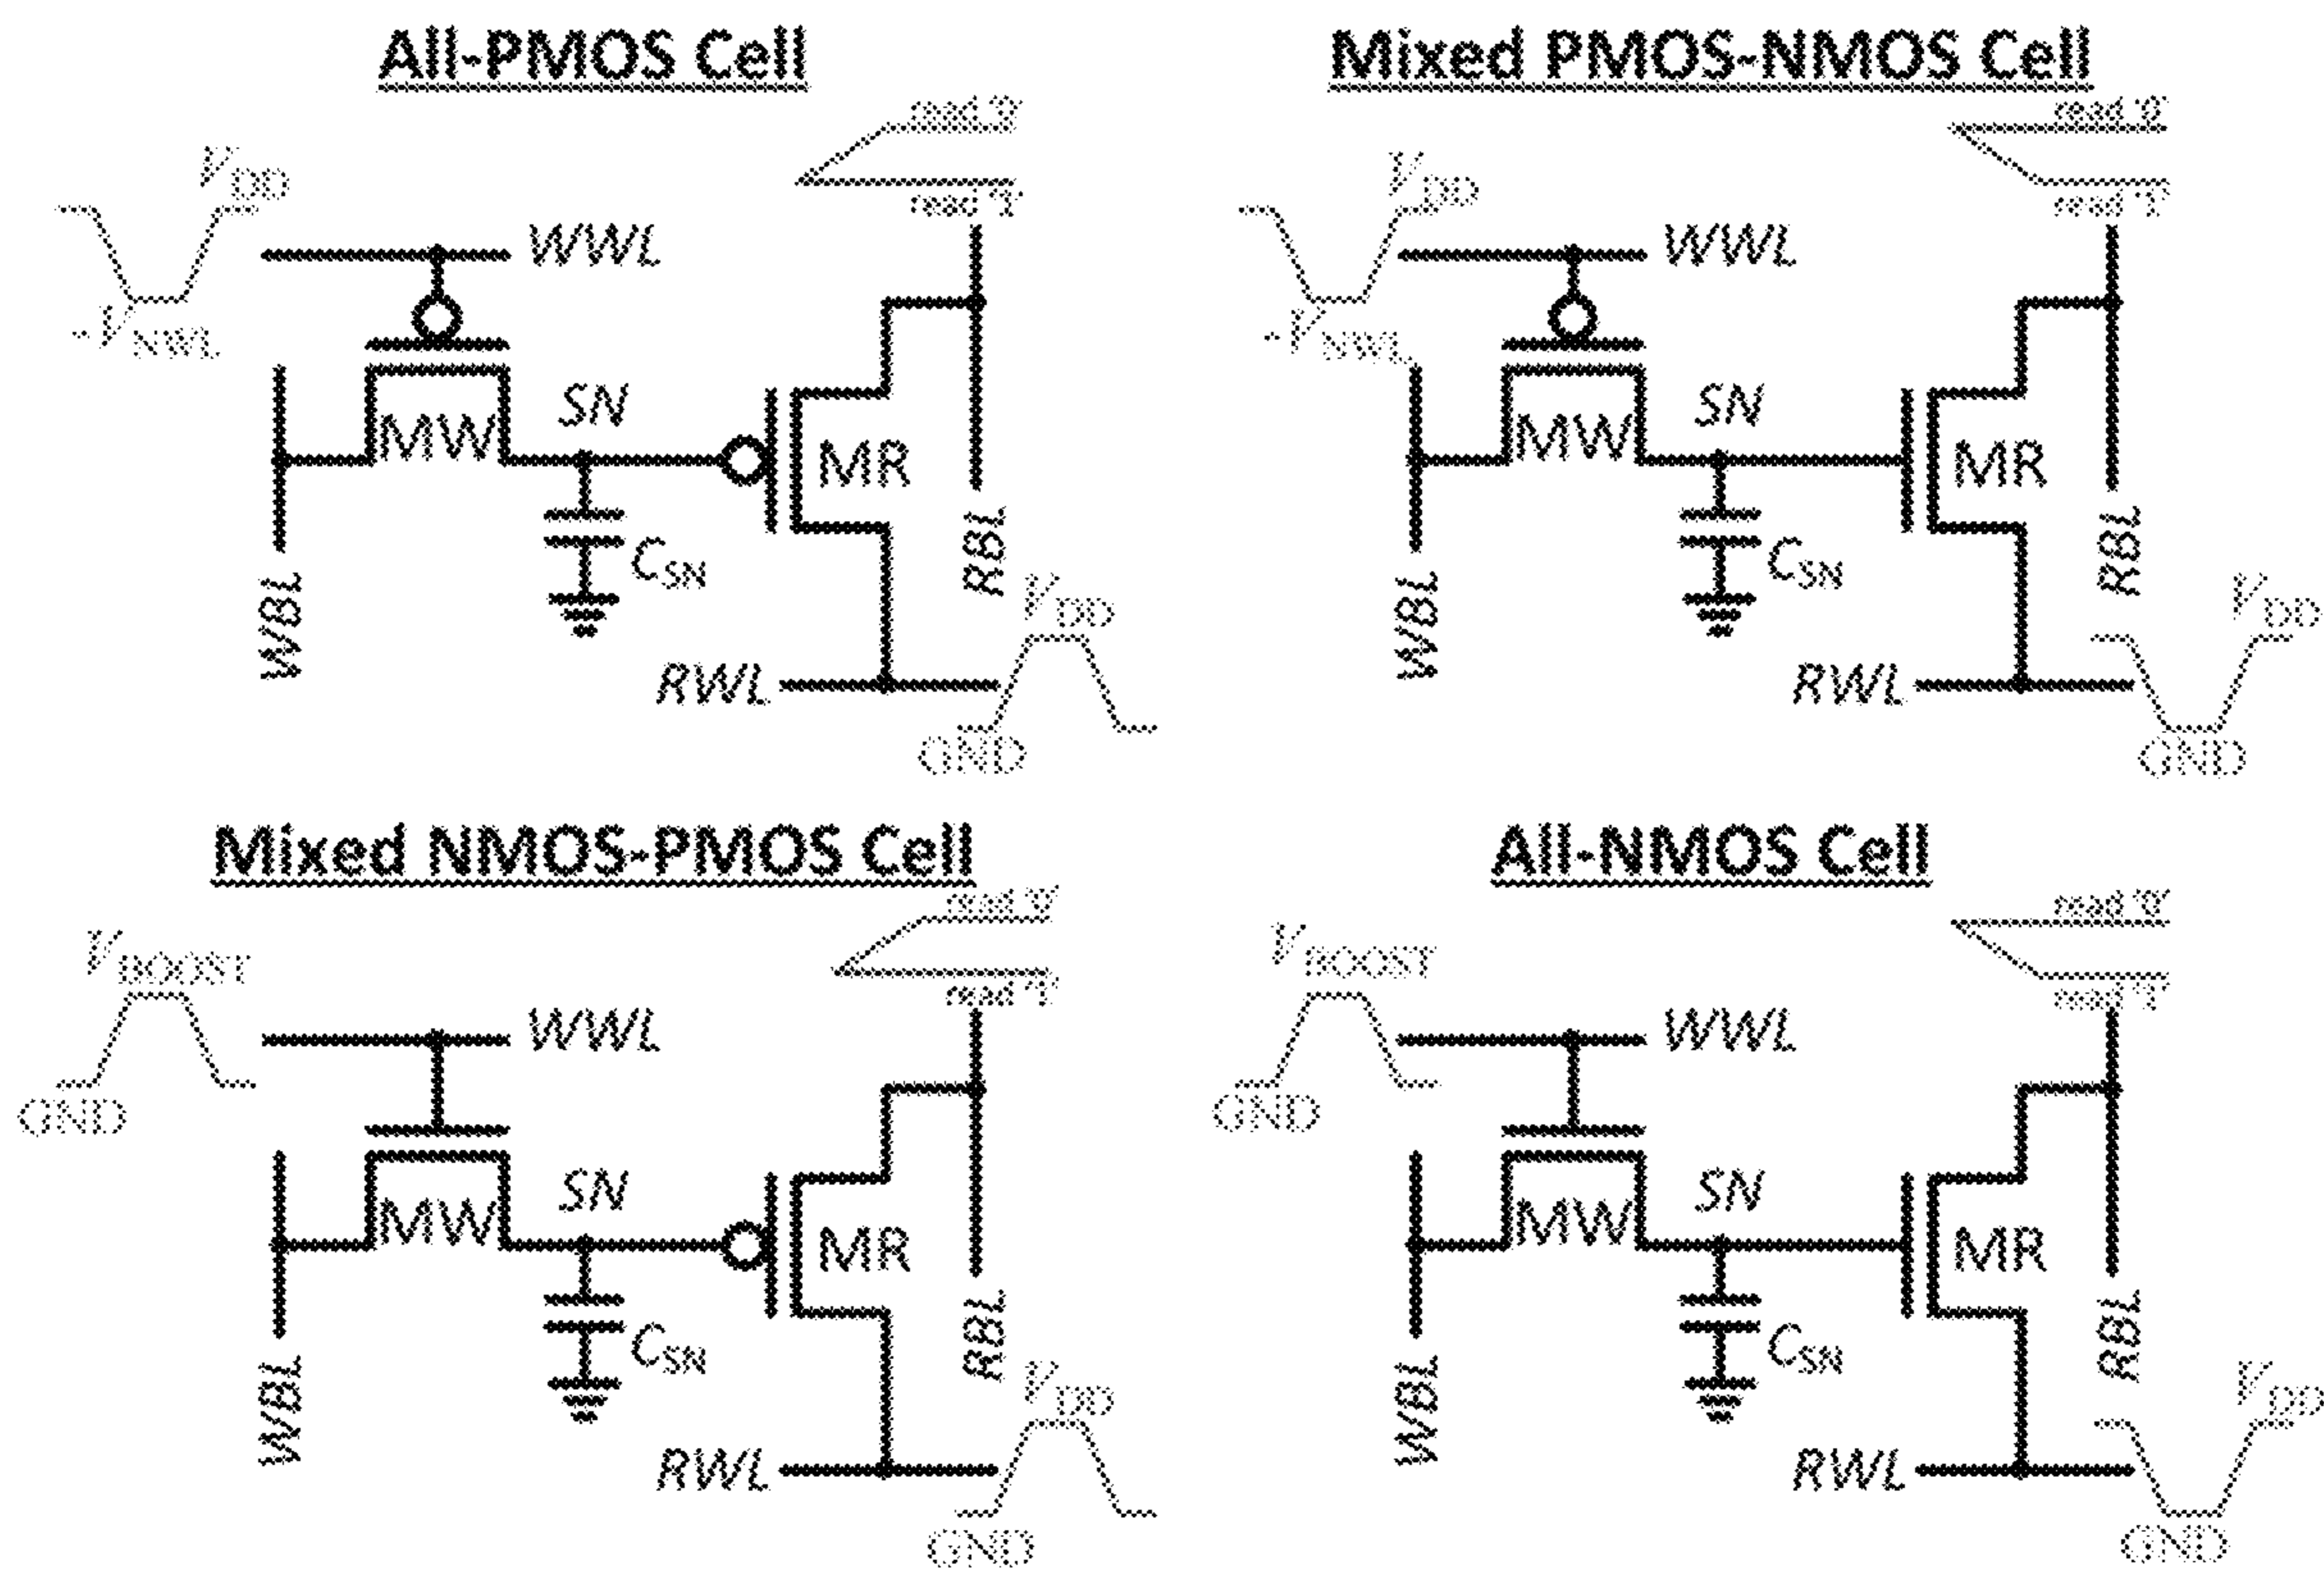 All-PMOS Cell
read '0'
VDD
read '1'
WWL
-VNWL
SN
MW
MR
CSN
RBL
WBL
VDD
RWL
GND
Mixed PMOS-NMOS Cell
read '0'
VDD
read '1'
WWL
-VNWL
SN
MW
MR
CSN
RBL
WBL
VDD
RWL
GND
Mixed NMOS-PMOS Cell
read '0'
VBOOST
read '1'
WWL
GND
SN
MW
MR
CSN
RBL
WBL
VDD
RWL
GND
All-NMOS Cell
read '0'
VBOOST
read '1'
WWL
GND
SN
MW
MR
CSN
RBL
WBL
VDD
RWL
GND